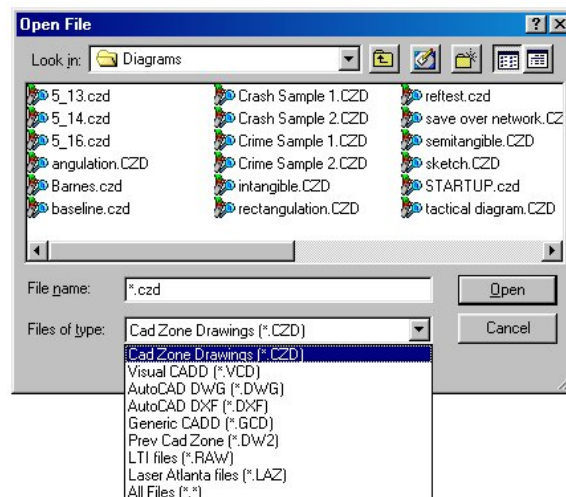 Open File
Look in: Diagrams
5_13.czd
5_14.czd
5_16.czd
angulation.CZD
Barnes.czd
baseline.czd
Crash Sample 1.CZD
Crash Sample 2.CZD
Crime Sample 1.CZD
Crime Sample 2.CZD
intangible.CZD
rectangulation.CZD
reftest.czd
save over network.CZ
semitangible.CZD
sketch.CZD
STARTUP.czd
tactical diagram.CZD
File name: *.czd Open
Files of type: Cad Zone Drawings (*.CZD) Cancel
Cad Zone Drawings (*.CZD)
Visual CADD (*.VCD)
AutoCAD DWG (*.DWG)
AutoCAD DXF (*.DXF)
Generic CADD (*.GCD)
Prev Cad Zone (*.DW2)
LTI files (*.RAW)
Laser Atlanta files (*.LAZ)
All Files (*.*)